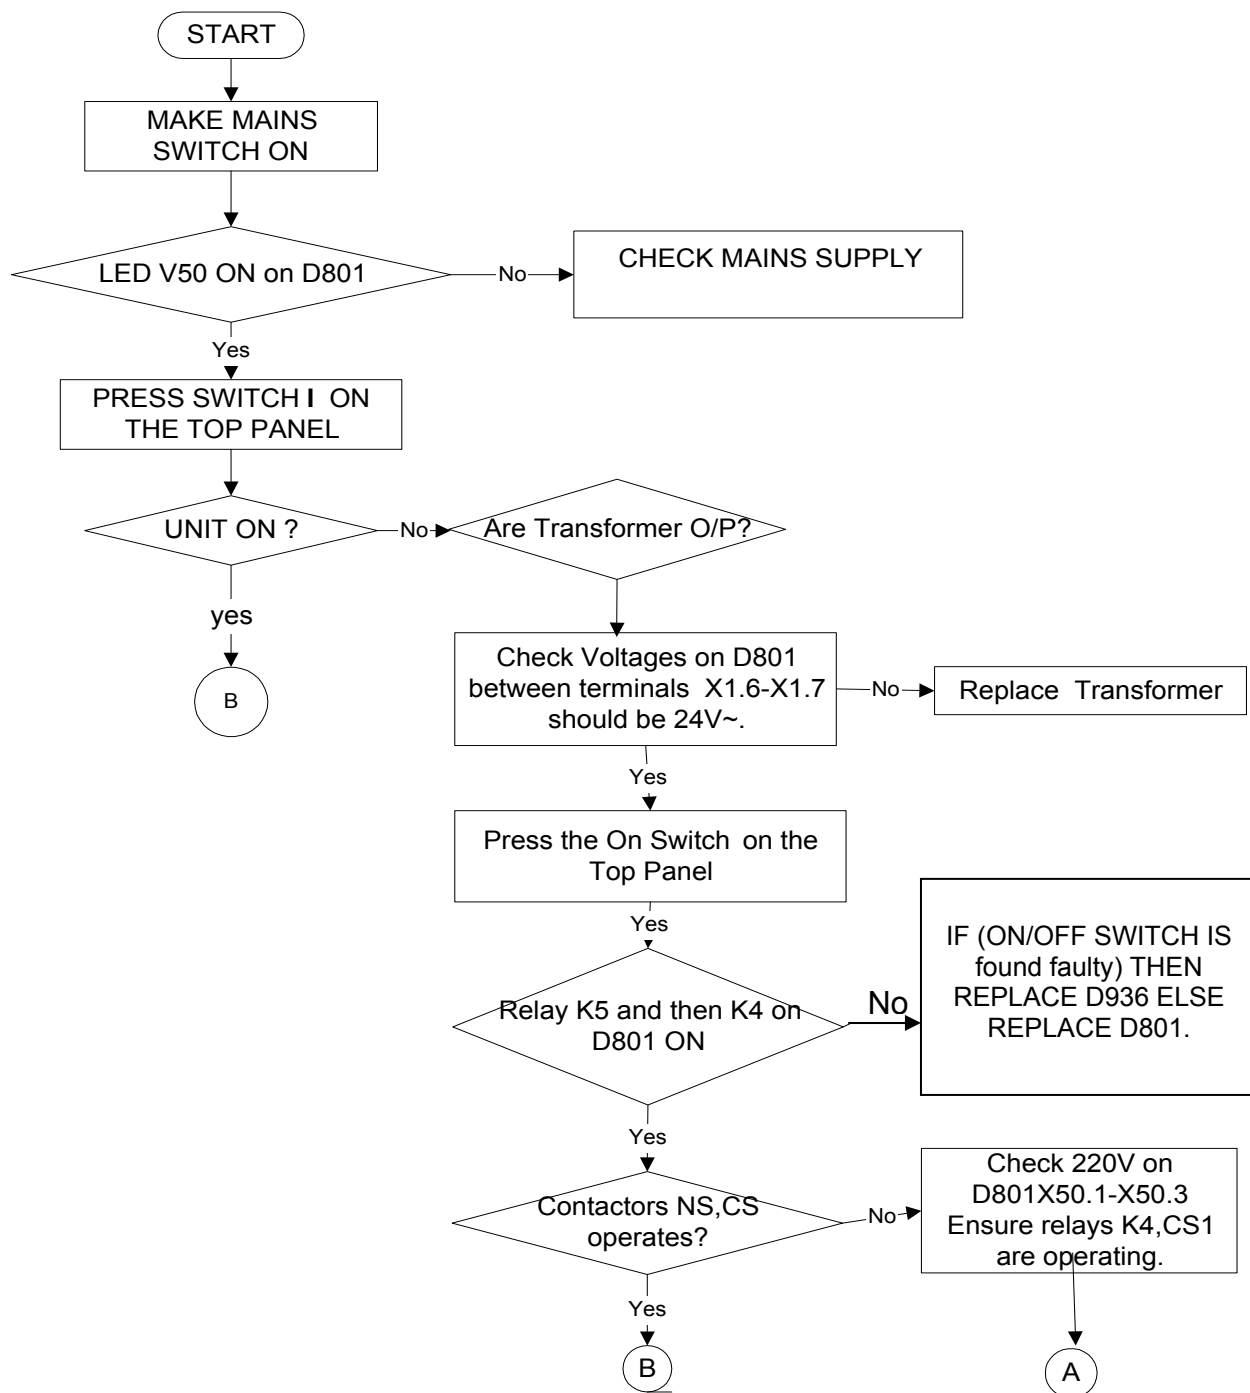 START
MAKE MAINS
SWITCH ON
LED V50 ON on D801
No
CHECK MAINS SUPPLY
Yes
PRESS SWITCH I ON
THE TOP PANEL
UNIT ON ?
No
Are Transformer O/P?
yes
B
Check Voltages on D801
between terminals X1.6-X1.7
should be 24V~.
No
Replace Transformer
Yes
Press the On Switch on the
Top Panel
Yes
Relay K5 and then K4 on
D801 ON
No
IF (ON/OFF SWITCH IS
found faulty) THEN
REPLACE D936 ELSE
REPLACE D801.
Yes
Contactors NS,CS
operates?
No
Check 220V on
D801X50.1-X50.3
Ensure relays K4,CS1
are operating.
Yes
B
A